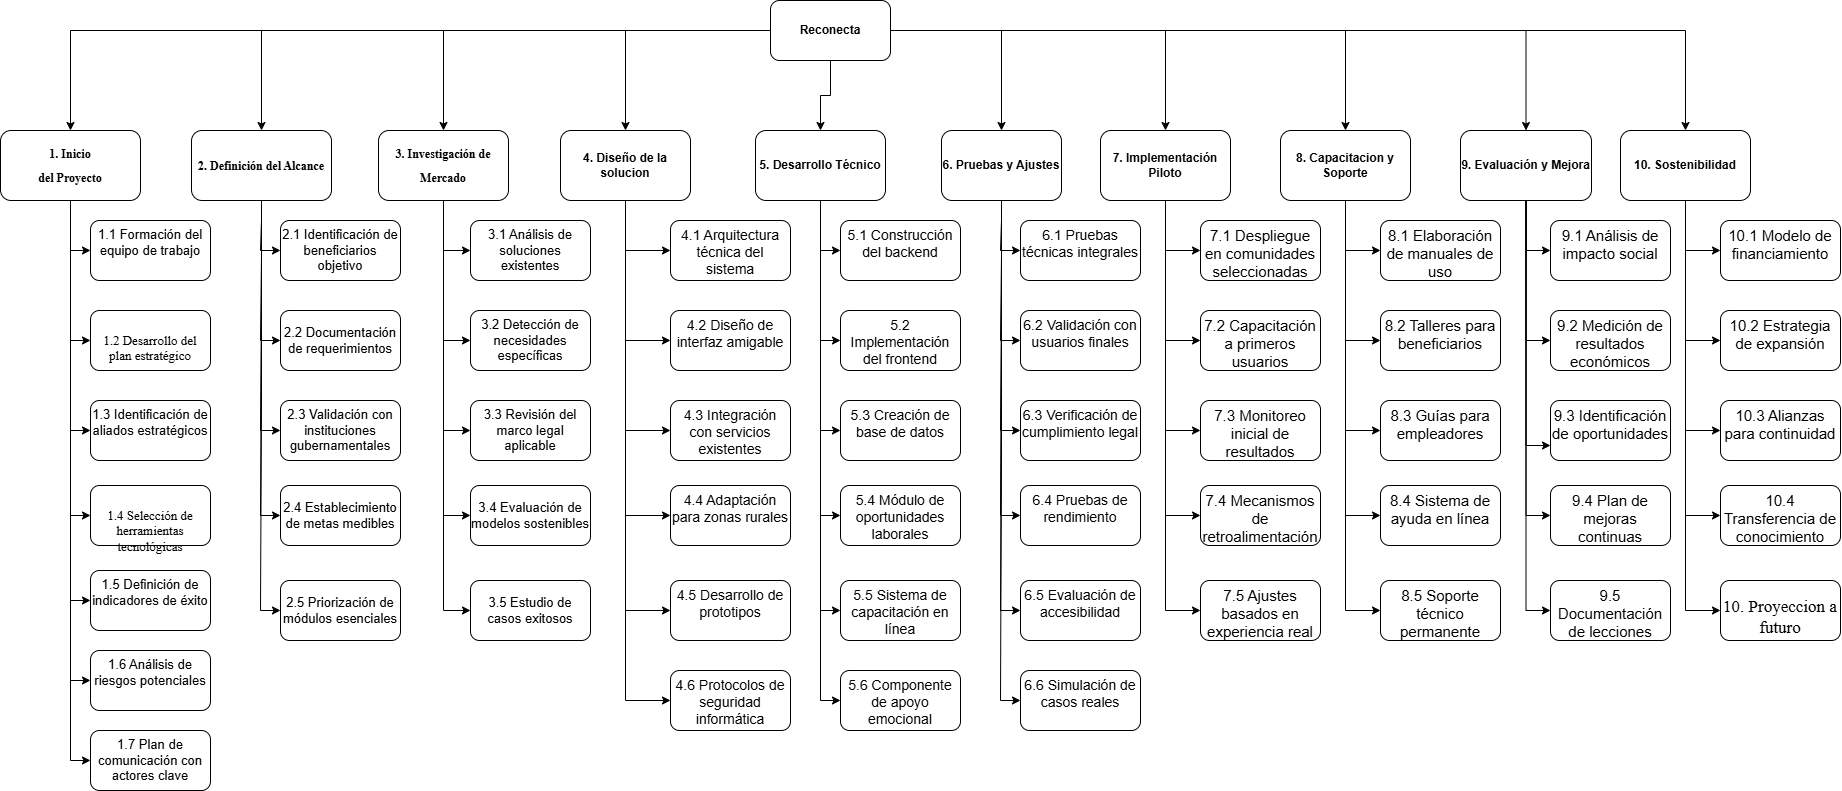 Reconecta
1. Inicio
del Proyecto
2. Definición del Alcance
3. Investigación de
Mercado
4. Diseño de la
solucion
5. Desarrollo Técnico
6. Pruebas y Ajustes
7. Implementación
Piloto
8. Capacitacion y
Soporte
9. Evaluación y Mejora
10. Sostenibilidad
1.1 Formación del
equipo de trabajo
1.2 Desarrollo del
plan estratégico
1.3 Identificación de
aliados estratégicos
1.4 Selección de
herramientas
tecnológicas
1.5 Definición de
indicadores de éxito
1.6 Análisis de
riesgos potenciales
1.7 Plan de
comunicación con
actores clave
2.1 Identificación de
beneficiarios
objetivo
2.2 Documentación
de requerimientos
2.3 Validación con
instituciones
gubernamentales
2.4 Establecimiento
de metas medibles
2.5 Priorización de
módulos esenciales
3.1 Análisis de
soluciones
existentes
3.2 Detección de
necesidades
específicas
3.3 Revisión del
marco legal
aplicable
3.4 Evaluación de
modelos sostenibles
3.5 Estudio de
casos exitosos
4.1 Arquitectura
técnica del
sistema
4.2 Diseño de
interfaz amigable
4.3 Integración
con servicios
existentes
4.4 Adaptación
para zonas rurales
4.5 Desarrollo de
prototipos
4.6 Protocolos de
seguridad
informática
5.1 Construcción
del backend
5.2
Implementación
del frontend
5.3 Creación de
base de datos
5.4 Módulo de
oportunidades
laborales
5.5 Sistema de
capacitación en
línea
5.6 Componente
de apoyo
emocional
6.1 Pruebas
técnicas integrales
6.2 Validación con
usuarios finales
6.3 Verificación de
cumplimiento legal
6.4 Pruebas de
rendimiento
6.5 Evaluación de
accesibilidad
6.6 Simulación de
casos reales
7.1 Despliegue
en comunidades
seleccionadas
7.2 Capacitación
a primeros
usuarios
7.3 Monitoreo
inicial de
resultados
7.4 Mecanismos
de
retroalimentación
7.5 Ajustes
basados en
experiencia real
8.1 Elaboración
de manuales de
uso
8.2 Talleres para
beneficiarios
8.3 Guías para
empleadores
8.4 Sistema de
ayuda en línea
8.5 Soporte
técnico
permanente
9.1 Análisis de
impacto social
9.2 Medición de
resultados
económicos
9.3 Identificación
de oportunidades
9.4 Plan de
mejoras
continuas
9.5
Documentación
de lecciones
10.1 Modelo de
financiamiento
10.2 Estrategia
de expansión
10.3 Alianzas
para continuidad
10.4
Transferencia de
conocimiento
10. Proyeccion a
futuro